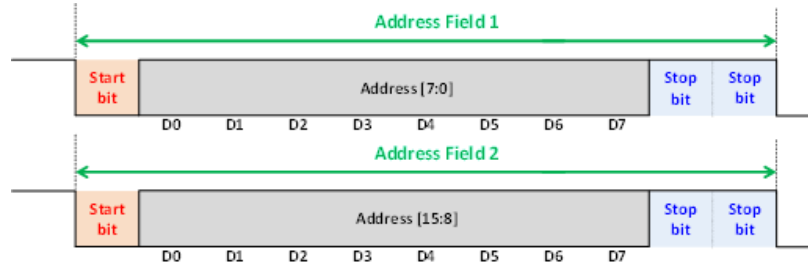 Address Field 1
Start bit
Address [7:0]
Stop bit
Stop bit
D0 D1 D2 D3 D4 D5 D6 D7
Address Field 2
Start bit
Address [15:8]
Stop bit
Stop bit
D0 D1 D2 D3 D4 D5 D6 D7